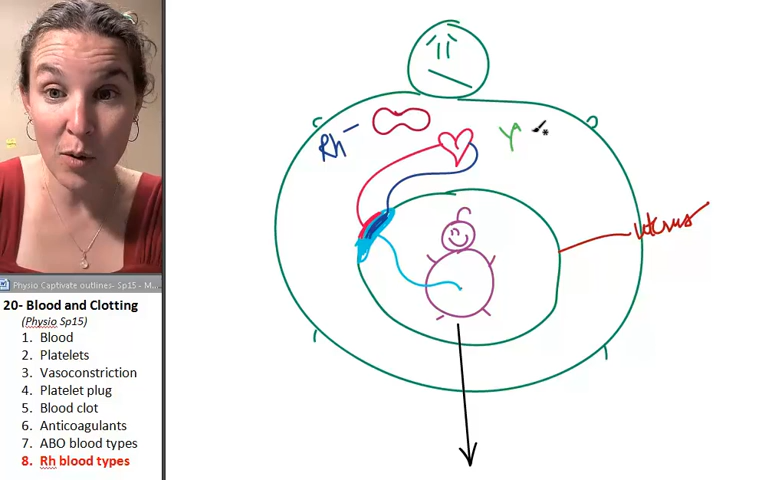 Rh-
Y
uterus
Physio Captivate outlines- Sp15 - M...
20- Blood and Clotting
(Physio Sp15)
1. Blood
2. Platelets
3. Vasoconstriction
4. Platelet plug
5. Blood clot
6. Anticoagulants
7. ABO blood types
8. Rh blood types